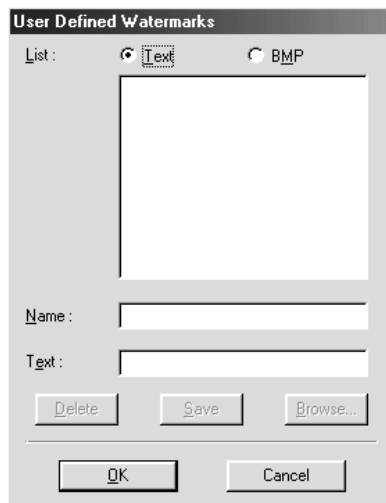 User Defined Watermarks
List : Text BMP
Name :
Text :
Delete Save Browse...
OK Cancel